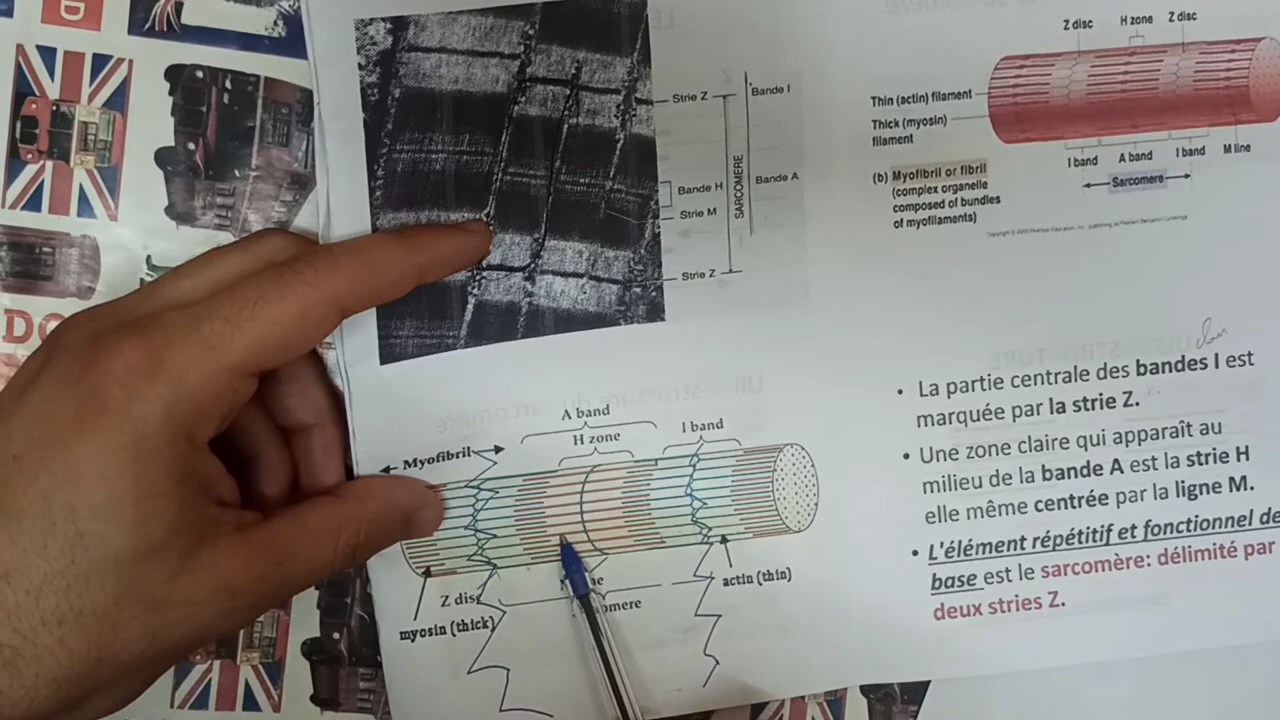 Strie Z
Bande I
SARCOMERE
Bande H
Bande A
Strie M
Strie Z
Z disc
H zone
Z disc
Thin (actin) filament
Thick (myosin)
filament
I band
A band
I band
M line
Sarcomere
(b) Myofibril or fibril
(complex organelle
composed of bundles
of myofilaments)
A band
H zone
I band
Myofibril
Z disc
actin (thin)
myosin (thick)
• La partie centrale des bandes I est
marquée par la strie Z.
• Une zone claire qui apparaît au
milieu de la bande A est la strie H
elle même centrée par la ligne M.
• L'élément répétitif et fonctionnel de
base est le sarcomère: délimité par
deux stries Z.